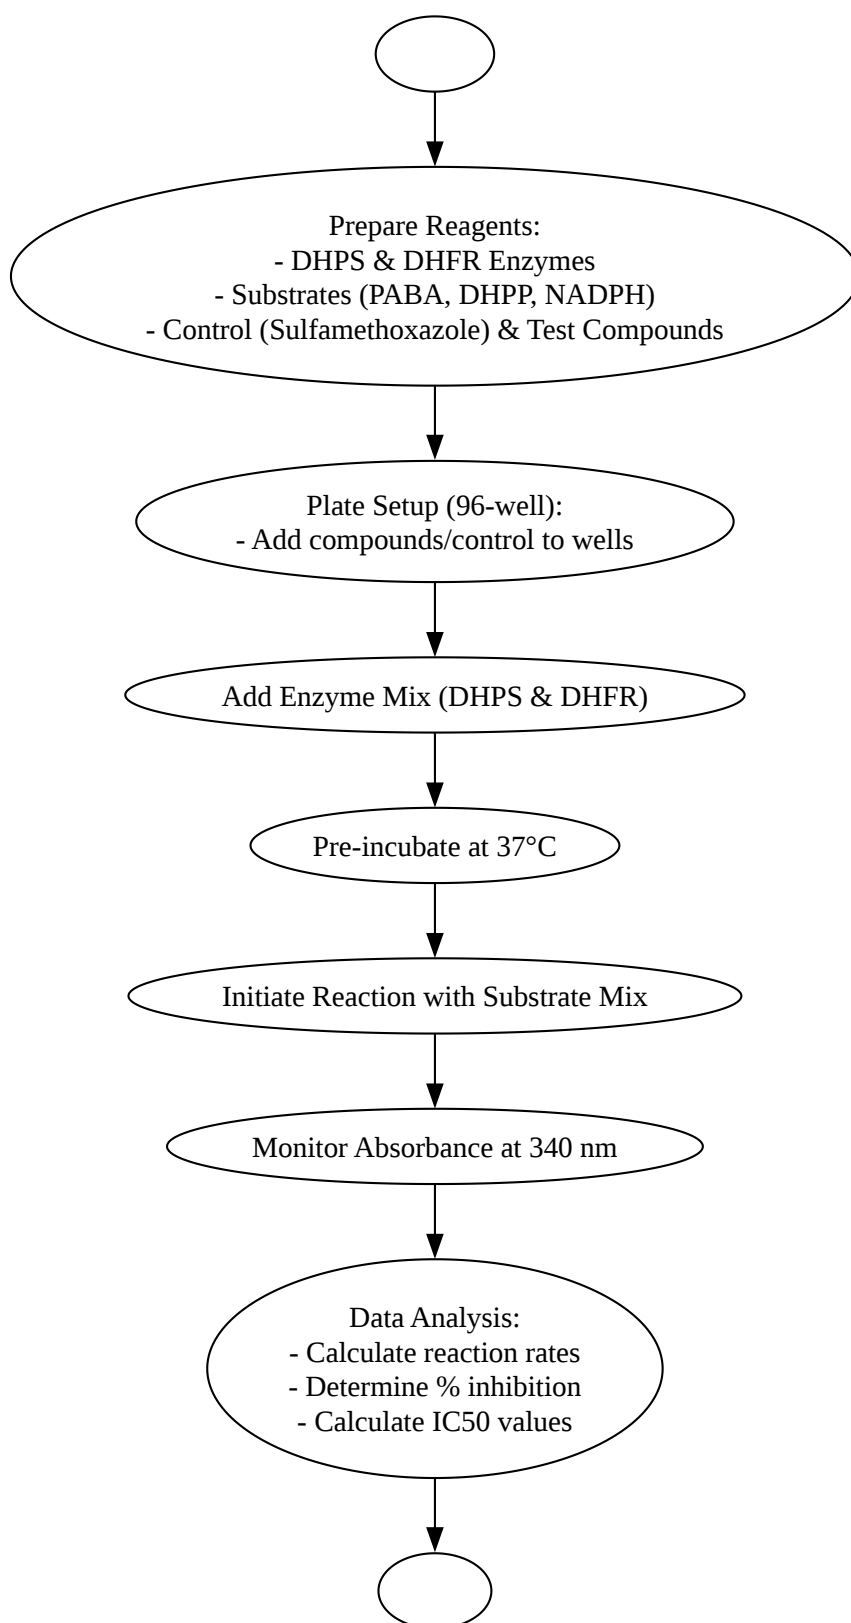 Prepare Reagents:
- DHPS & DHFR Enzymes
- Substrates (PABA, DHPP, NADPH)
- Control (Sulfamethoxazole) & Test Compounds
Plate Setup (96-well):
- Add compounds/control to wells
Add Enzyme Mix (DHPS & DHFR)
Pre-incubate at 37°C
Initiate Reaction with Substrate Mix
Monitor Absorbance at 340 nm
Data Analysis:
- Calculate reaction rates
- Determine % inhibition
- Calculate IC50 values